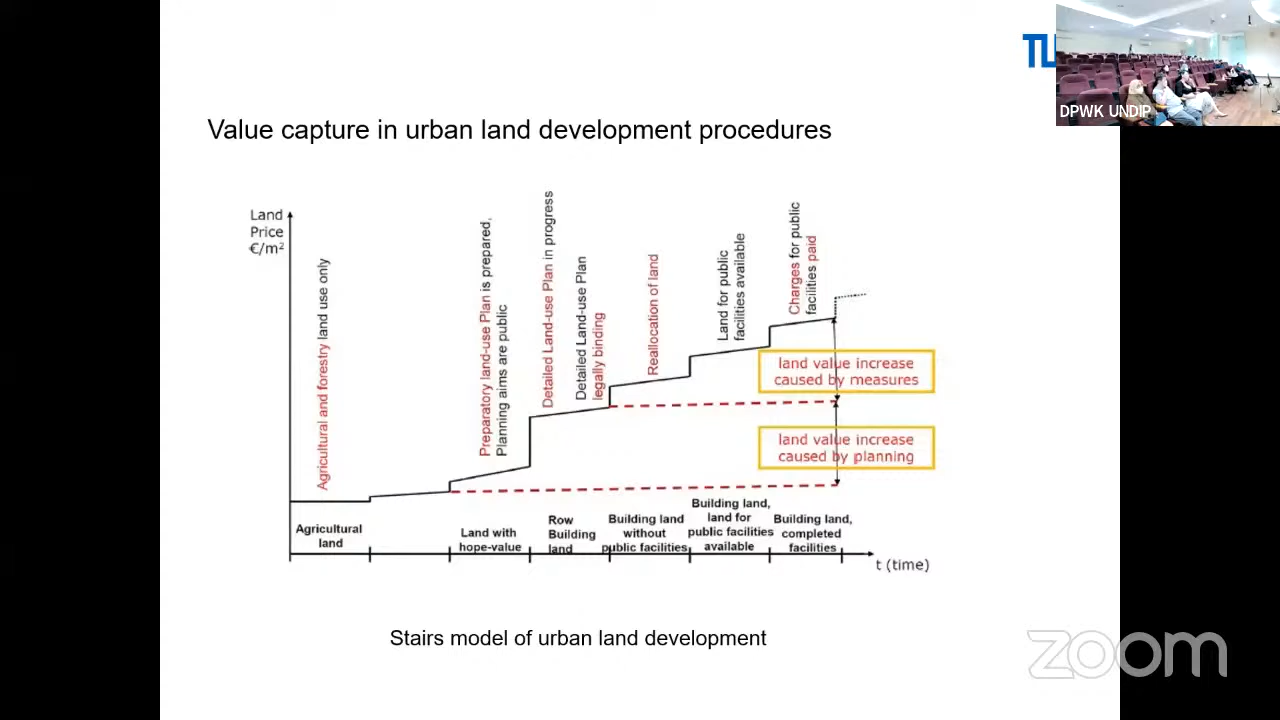 TU
DPWK UNDIP
Value capture in urban land development procedures
Land
Price
€/m²
Agricultural and forestry land use only
Preparatory land-use Plan is prepared,
Planning aims are public
Detailed Land-use Plan in progress
Detailed Land-use Plan
legally binding
Reallocation of land
Land for public
facilities available
Charges for public
facilities paid
land value increase
caused by measures
land value increase
caused by planning
Agricultural
land
Land with
hope-value
Row
Building
land
Building land
without
public facilities
Building land,
land for
public facilities
available
Building land,
completed
facilities
t (time)
Stairs model of urban land development
zoom